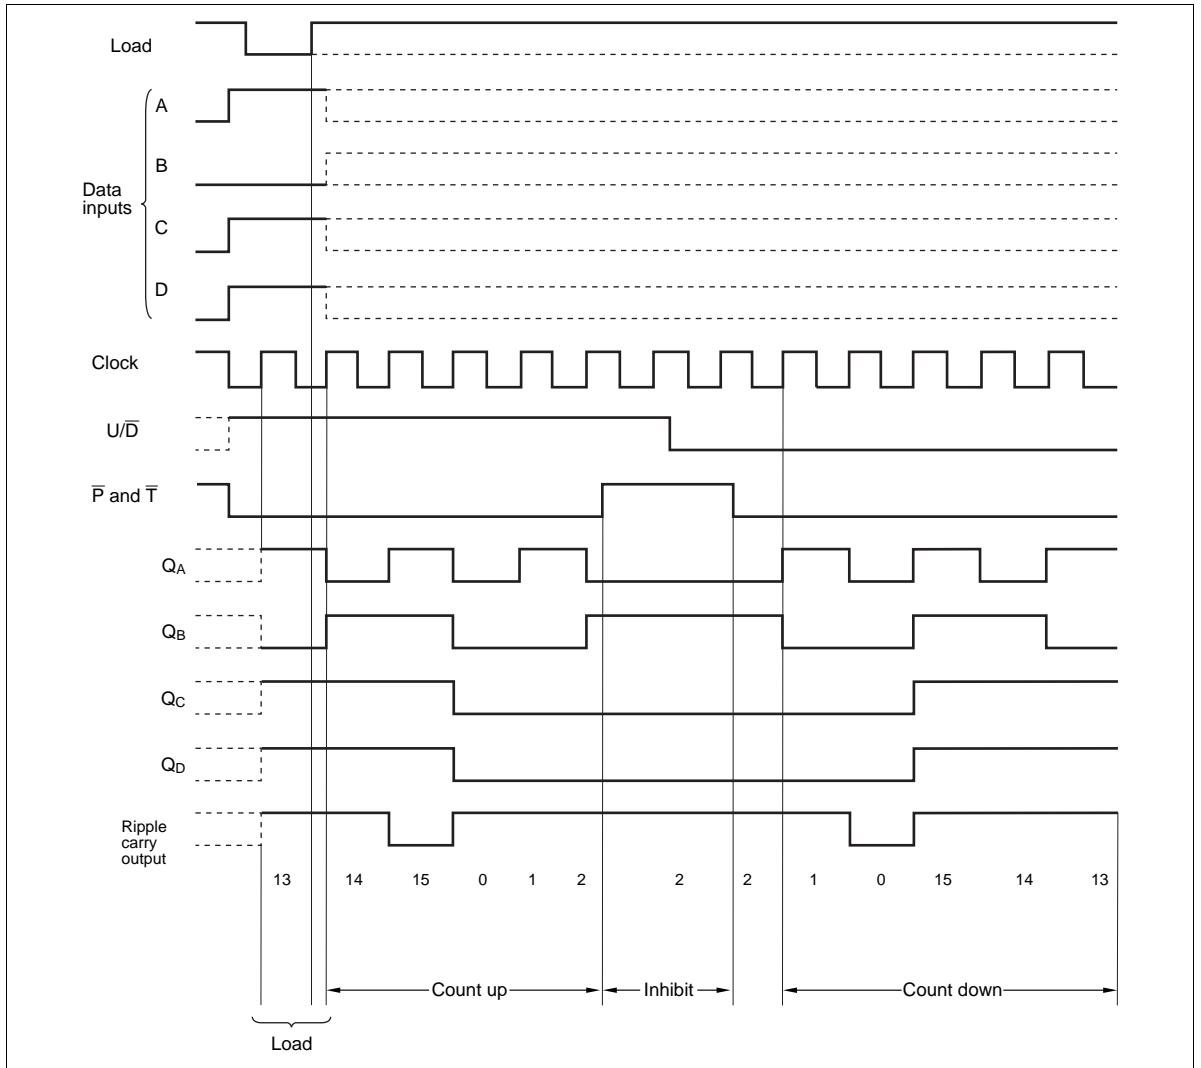 Load
A
B
Data
inputs
C
D
Clock
U/D̅
P̅ and T̅
QA
QB
QC
QD
Ripple
carry
output
13 14 15 0 1 2 2 2 1 0 15 14 13
Count up Inhibit Count down
Load